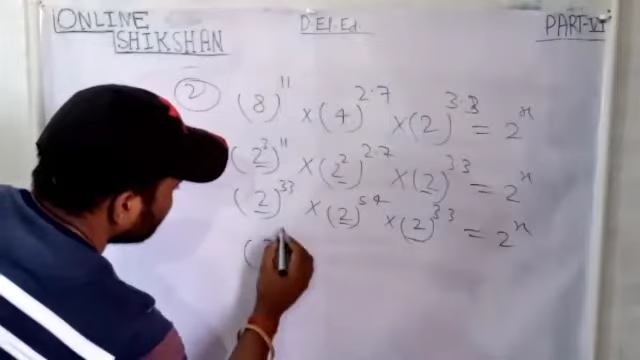 ONLINE SHIKSHAN
D.El.Ed.
PART-VI
2 (8)^11 × (4)^2.7 × (2)^3.3 = 2^x
(2^3)^11 × (2^2)^2.7 × (2)^3.3 = 2^x
(2)^33 × (2)^5.4 × (2)^3.3 = 2^x
(2